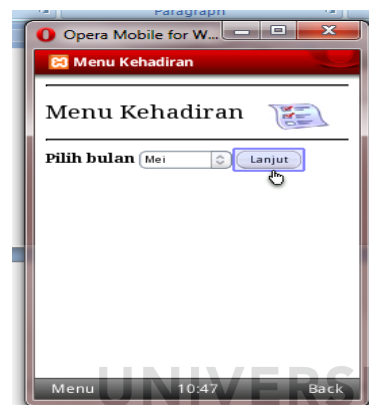 Paragraph
Opera Mobile for W...
Menu Kehadiran
Menu Kehadiran
Pilih bulan Mei Lanjut
UNIVERS
Menu 10:47 Back